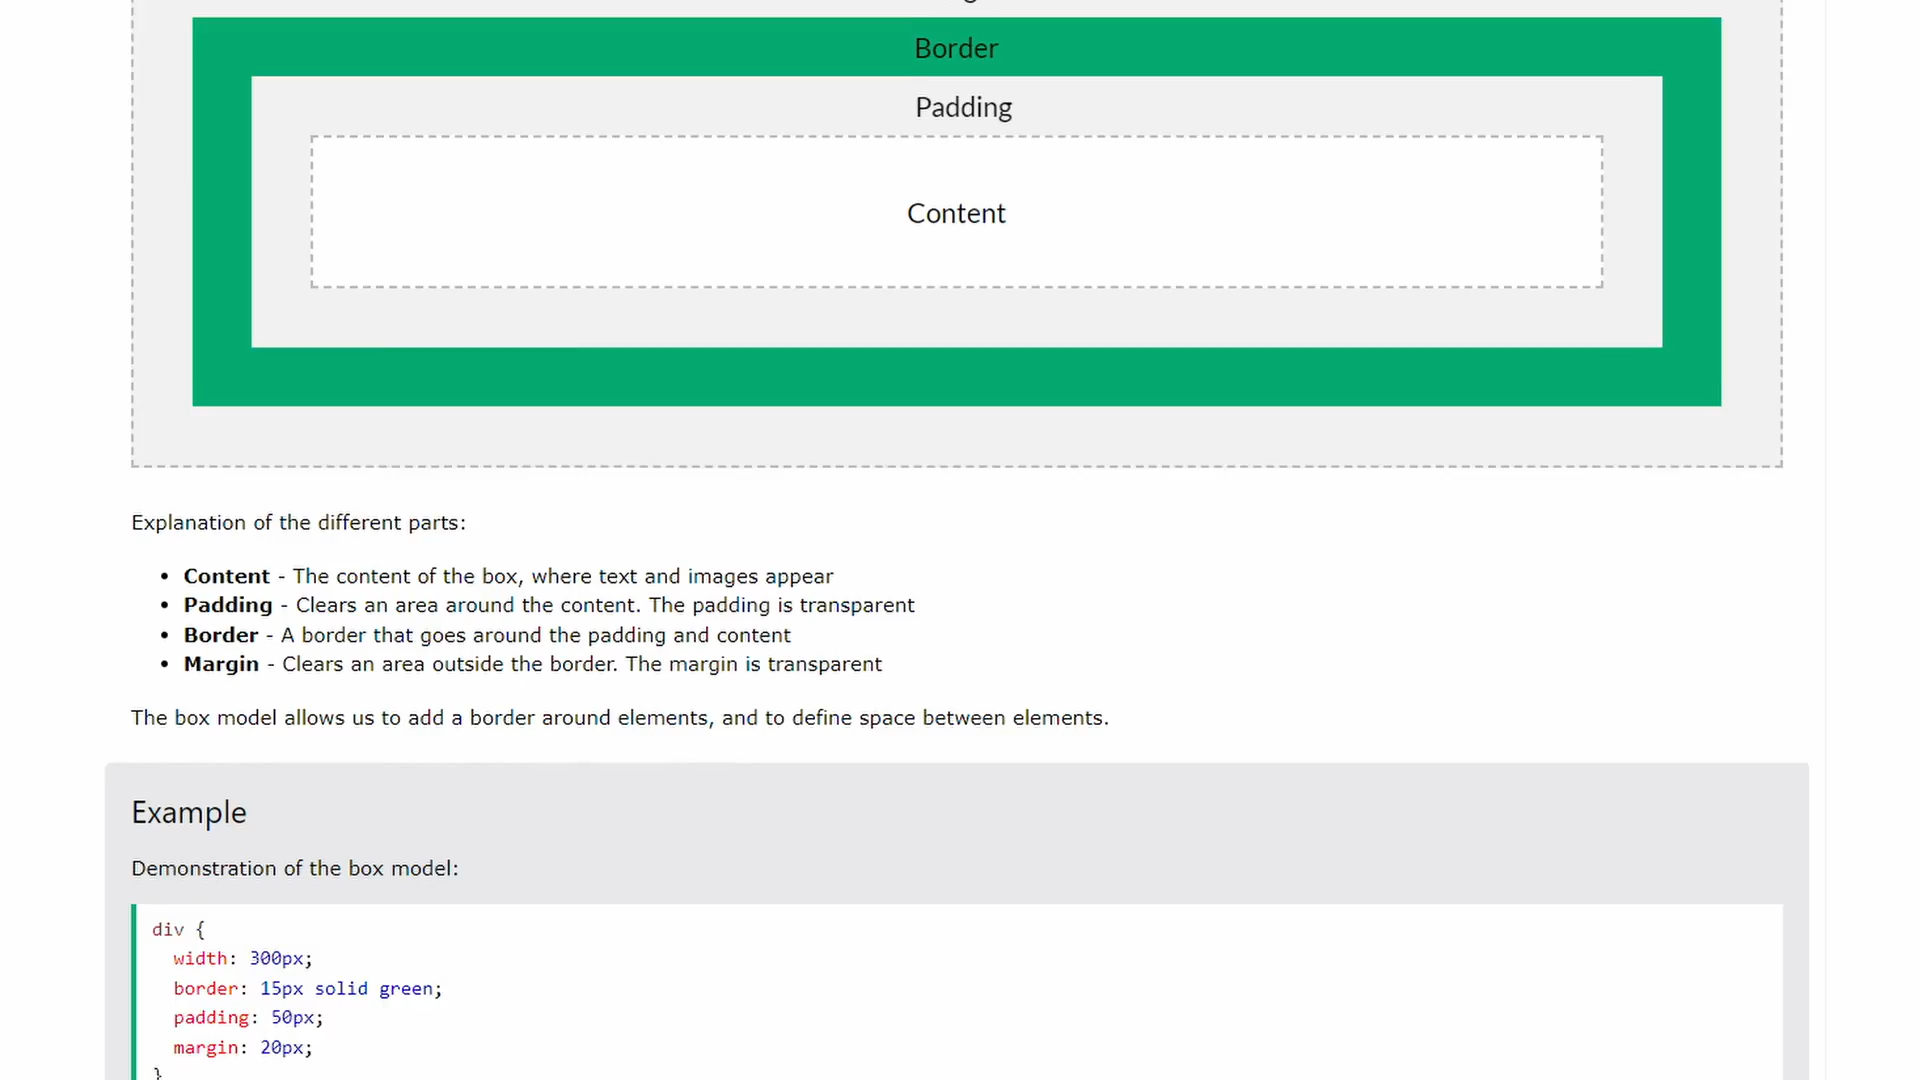 Border
Padding
Content
Explanation of the different parts:
• Content - The content of the box, where text and images appear
• Padding - Clears an area around the content. The padding is transparent
• Border - A border that goes around the padding and content
• Margin - Clears an area outside the border. The margin is transparent
The box model allows us to add a border around elements, and to define space between elements.
Example
Demonstration of the box model:
div {
  width: 300px;
  border: 15px solid green;
  padding: 50px;
  margin: 20px;
}